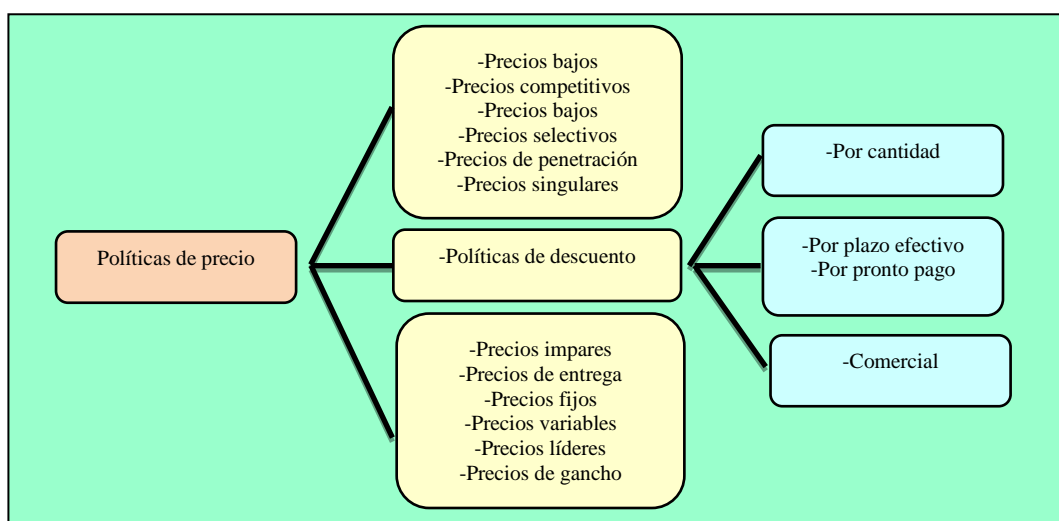 Políticas de precio
-Precios bajos
-Precios competitivos
-Precios bajos
-Precios selectivos
-Precios de penetración
-Precios singulares
-Políticas de descuento
-Precios impares
-Precios de entrega
-Precios fijos
-Precios variables
-Precios líderes
-Precios de gancho
-Por cantidad
-Por plazo efectivo
-Por pronto pago
-Comercial